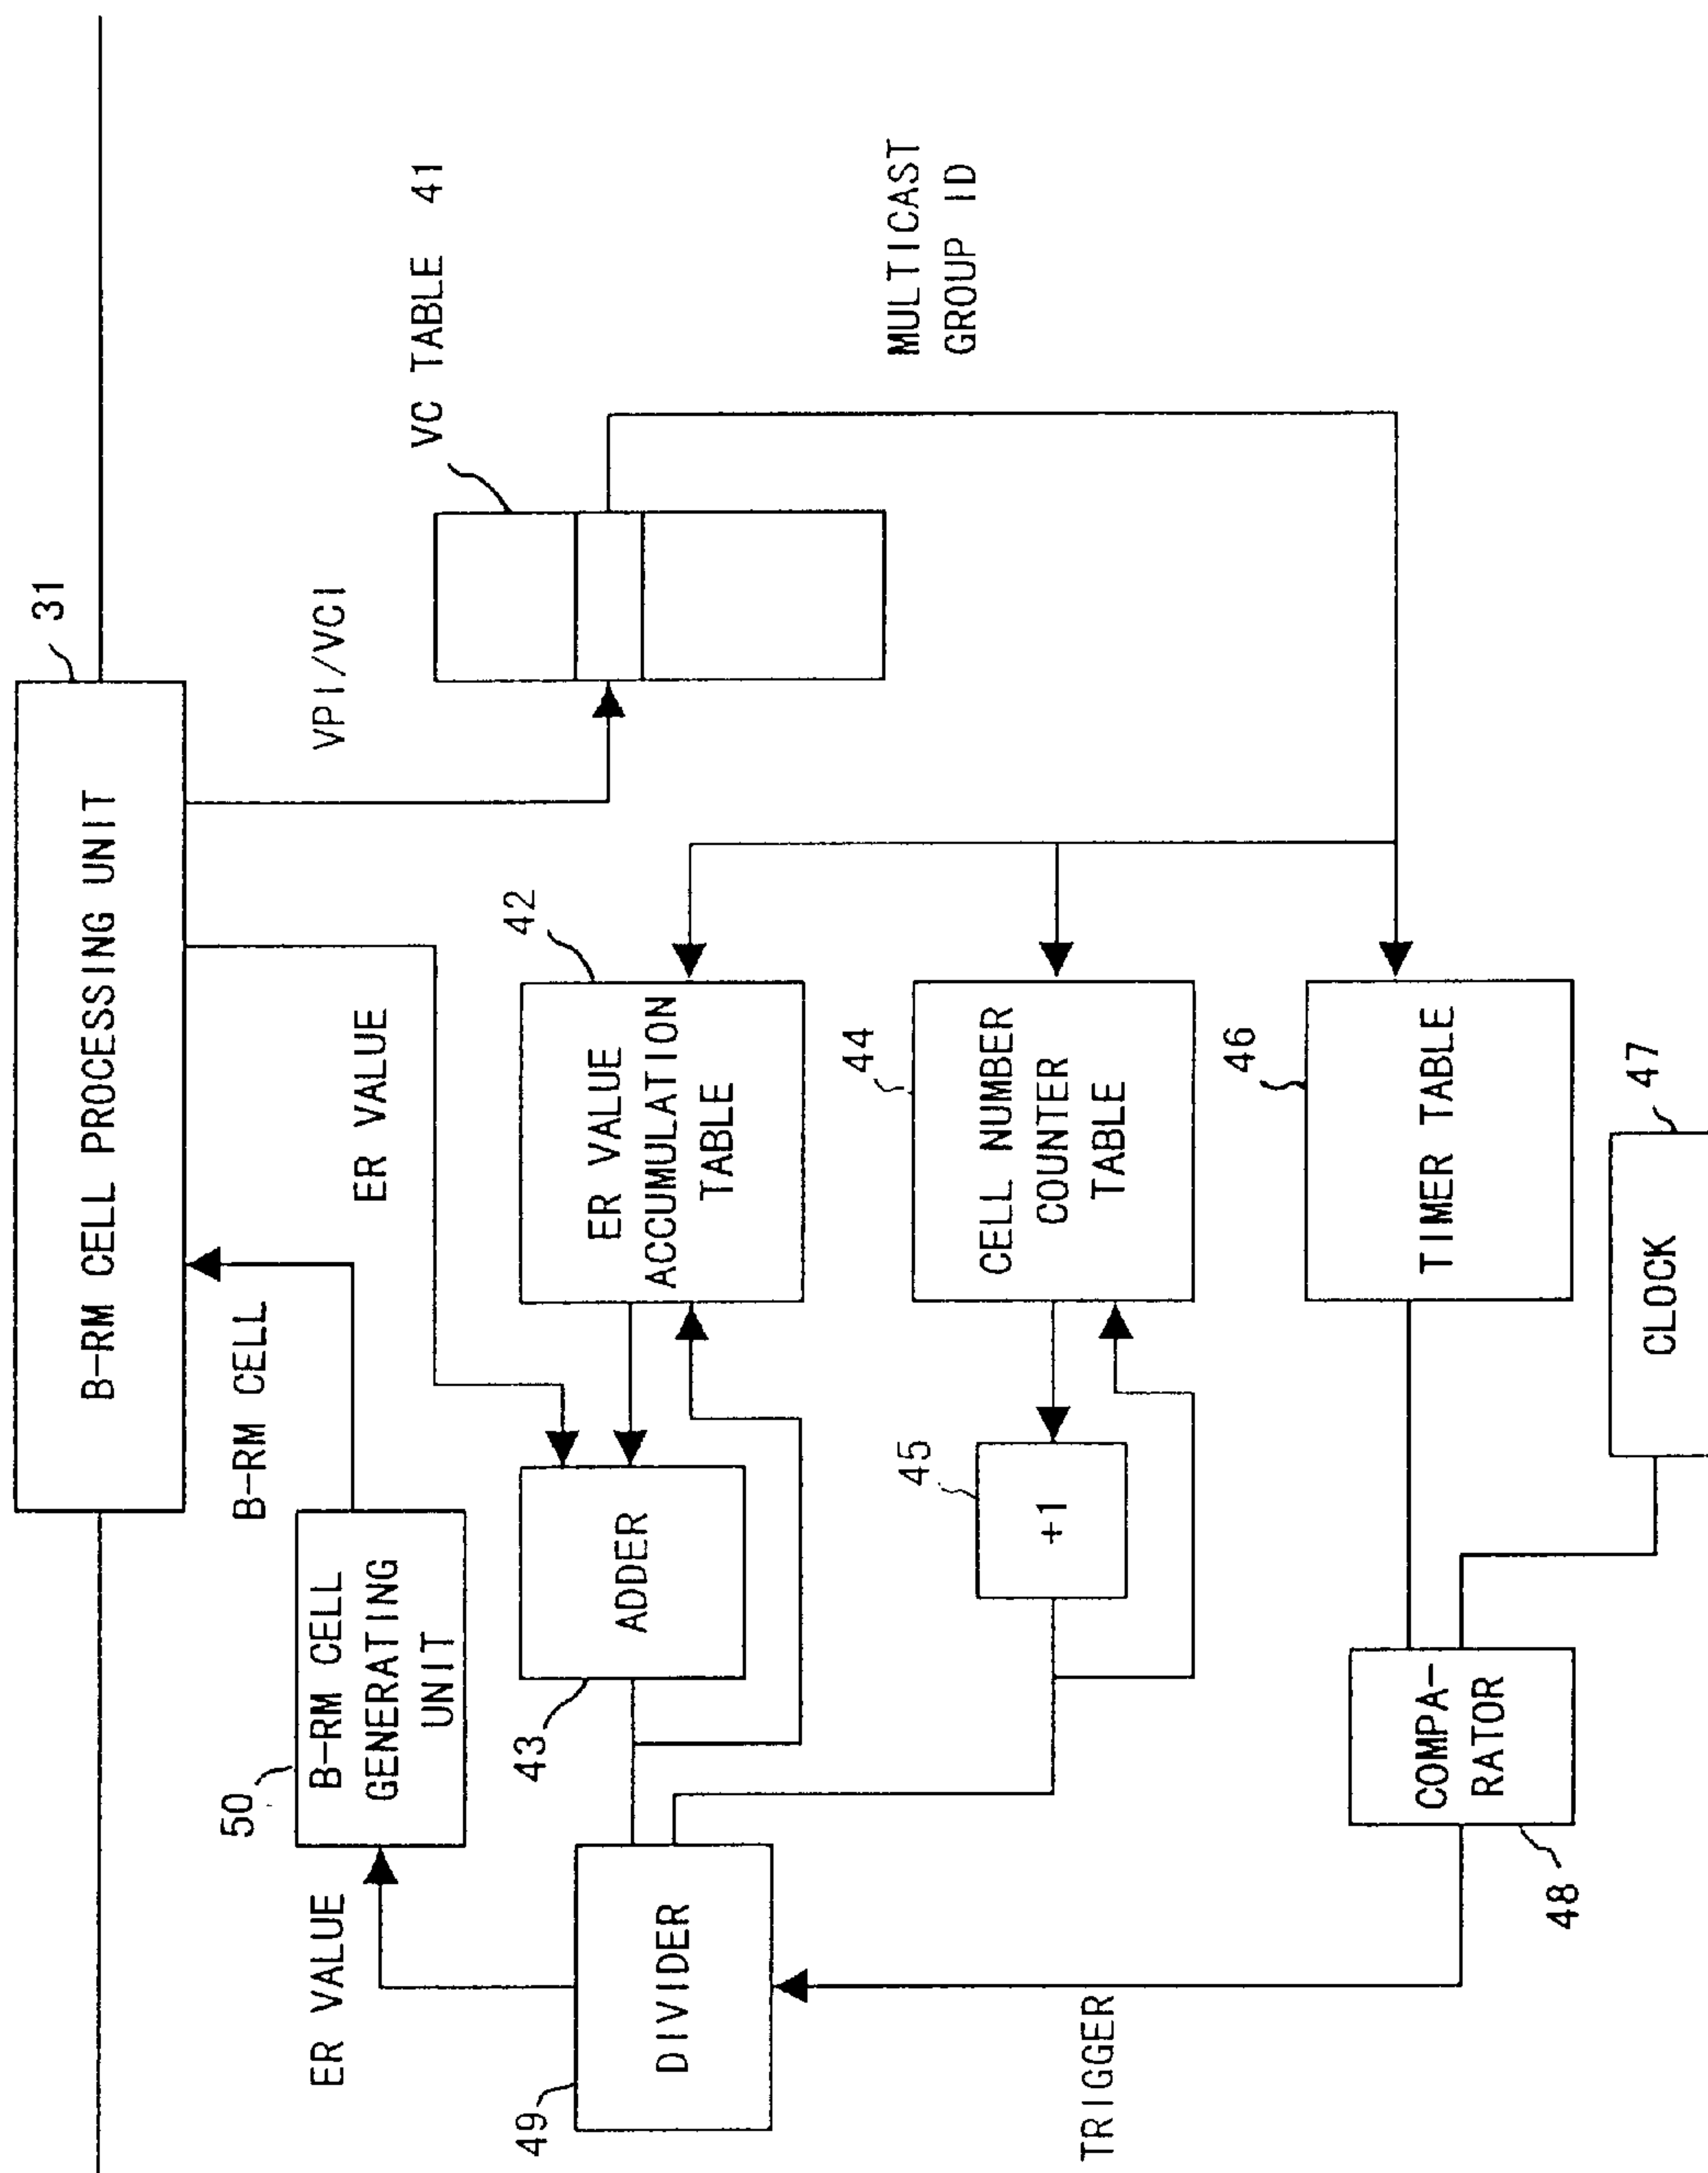 31
B-RM CELL PROCESSING UNIT
VPI/VCI
VC TABLE 41
MULTICAST
GROUP ID
ER VALUE
B-RM CELL
50
B-RM CELL
GENERATING
UNIT
ER VALUE
42
ER VALUE
ACCUMULATION
TABLE
ADDER
43
44
CELL NUMBER
COUNTER
TABLE
45
+1
46
TIMER TABLE
47
CLOCK
COMPA-
RATOR
48
49
DIVIDER
TRIGGER